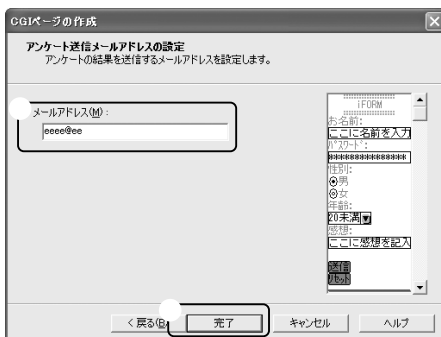 CGIページの作成
アンケート送信メールアドレスの設定
アンケートの結果を送信するメールアドレスを設定します。
メールアドレス(M):
eeee@ee
iFORM
お名前:
ここに名前を入力
パスワード:
****************
性別:
男
女
年齢:
20未満
感想:
ここに感想を記入
送信
リセット
< 戻る(B)
完了
キャンセル
ヘルプ